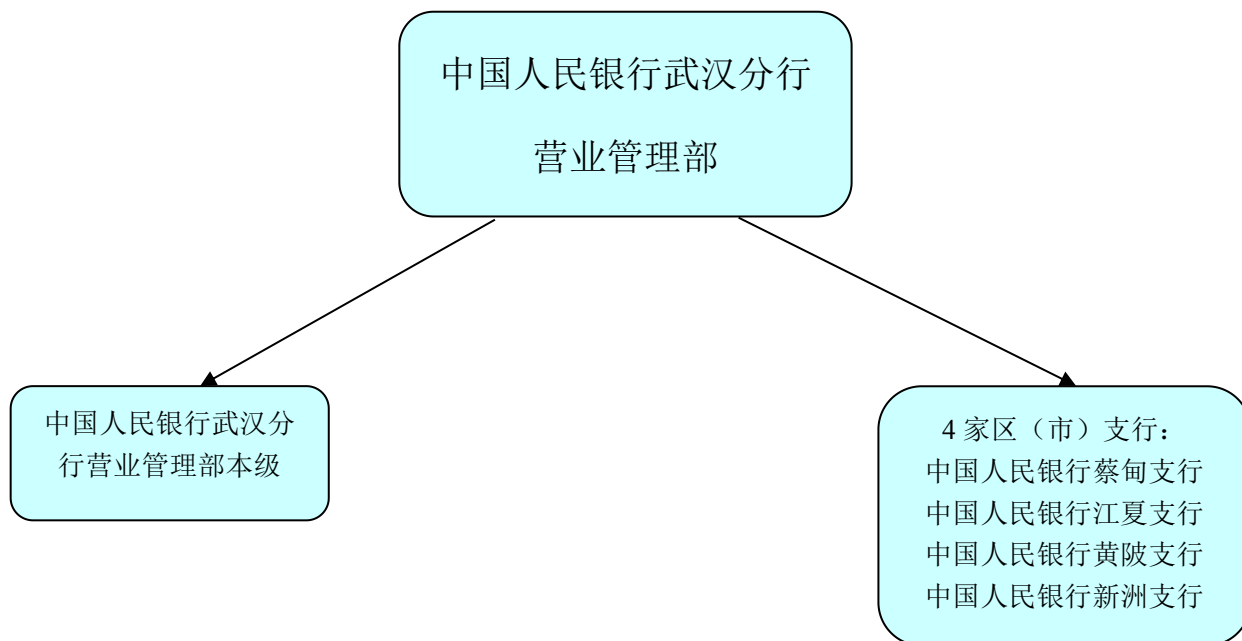 中国人民银行武汉分行
营业管理部
中国人民银行武汉分
行营业管理部本级
4 家区（市）支行：
中国人民银行蔡甸支行
中国人民银行江夏支行
中国人民银行黄陂支行
中国人民银行新洲支行